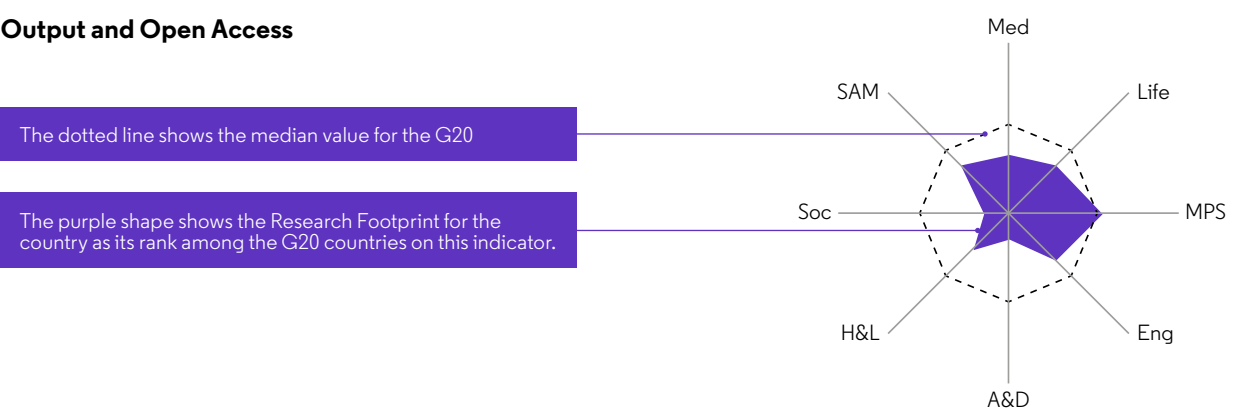 Output and Open Access
Med
SAM
Life
The dotted line shows the median value for the G20
The purple shape shows the Research Footprint for the
country as its rank among the G20 countries on this indicator.
Soc
MPS
H&L
Eng
A&D